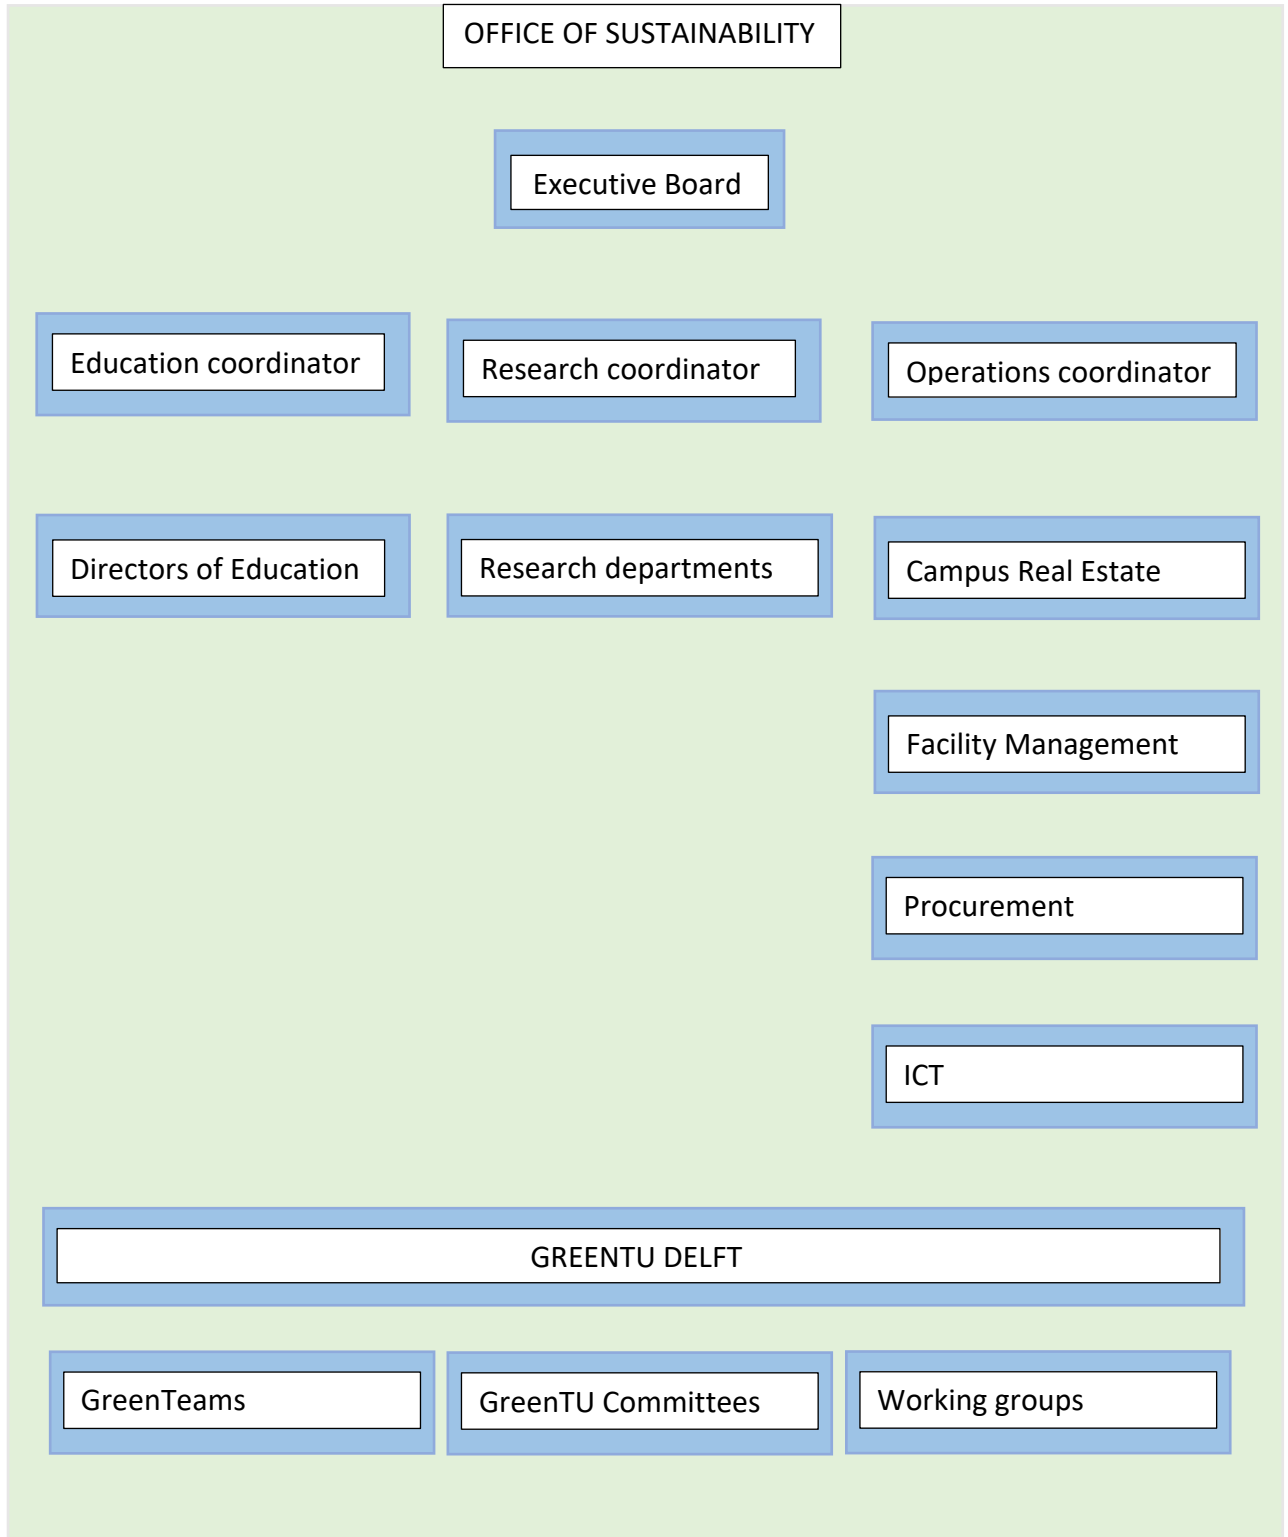 OFFICE OF SUSTAINABILITY
Executive Board
Education coordinator
Research coordinator
Operations coordinator
Directors of Education
Research departments
Campus Real Estate
Facility Management
Procurement
ICT
GREENTU DELFT
GreenTeams
GreenTU Committees
Working groups